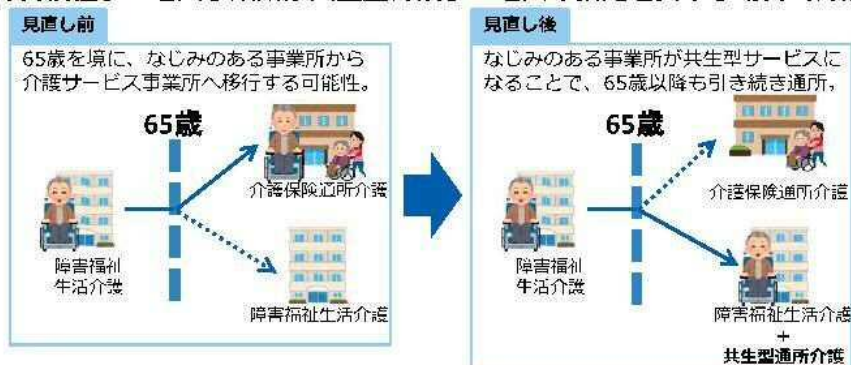 見直し前
65歳を境に、なじみのある事業所から
介護サービス事業所へ移行する可能性。
65歳
介護保険通所介護
障害福祉
生活介護
障害福祉生活介護
見直し後
なじみのある事業所が共生型サービスに
なることで、65歳以降も引き続き通所。
65歳
介護保険通所介護
障害福祉
生活介護
障害福祉生活介護
+
共生型通所介護